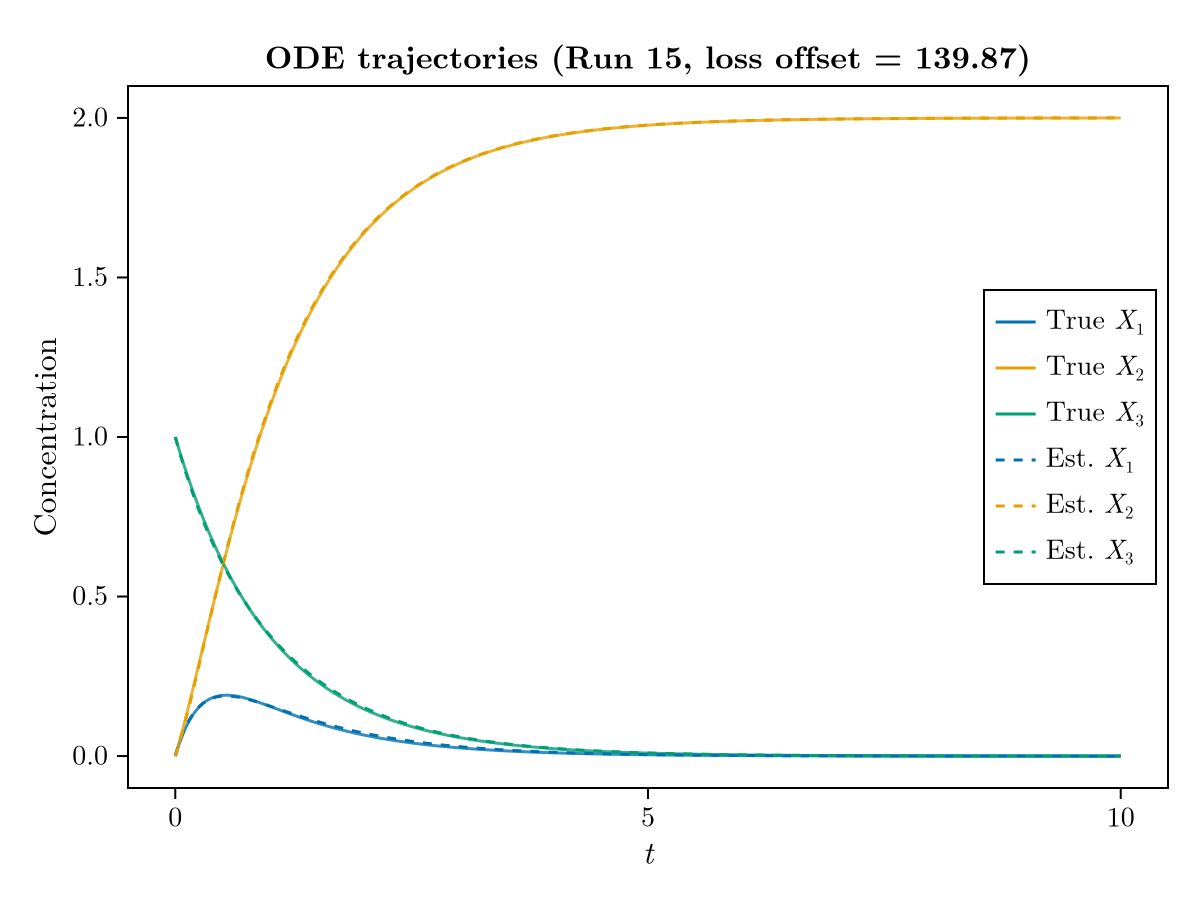 ODE trajectories (Run 15, loss offset = 139.87)
2.0
1.5
1.0
0.5
0.0
Concentration
0 5 10
t
True X₁
True X₂
True X₃
Est. X₁
Est. X₂
Est. X₃